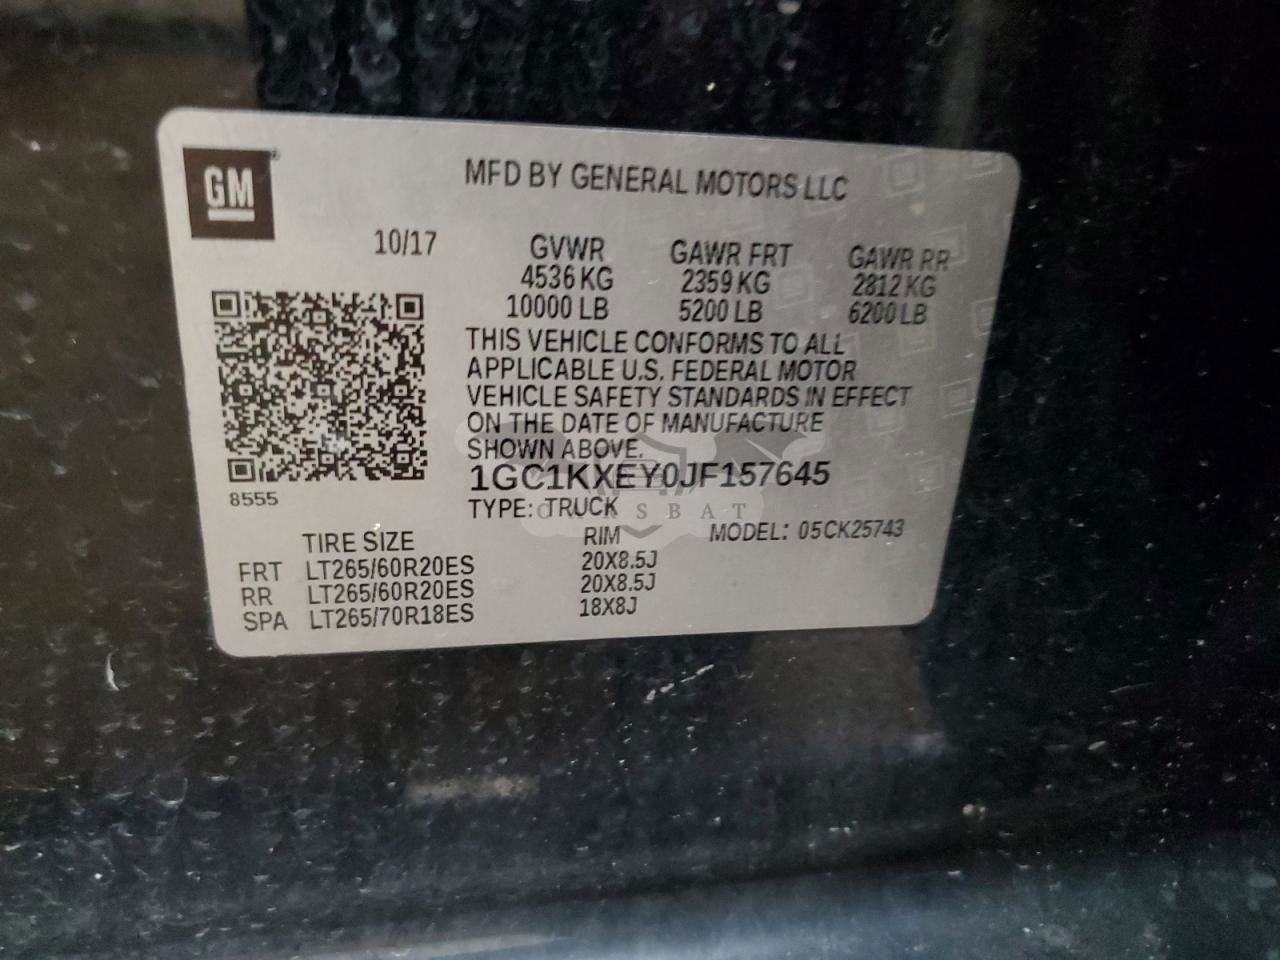 GM
MFD BY GENERAL MOTORS LLC
10/17
GVWR GAWR FRT GAWR RR
4536 KG 2359 KG 2812 KG
10000 LB 5200 LB 6200 LB
THIS VEHICLE CONFORMS TO ALL
APPLICABLE U.S. FEDERAL MOTOR
VEHICLE SAFETY STANDARDS IN EFFECT
ON THE DATE OF MANUFACTURE
SHOWN ABOVE.
1GC1KXEY0JF157645
8555
TYPE: TRUCK
CARSBAT
MODEL: 05CK25743
TIRE SIZE RIM
FRT LT265/60R20ES 20X8.5J
RR LT265/60R20ES 20X8.5J
SPA LT265/70R18ES 18X8J